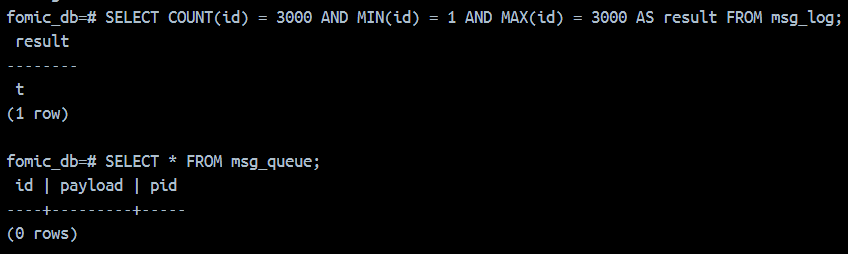 fomic_db=# SELECT COUNT(id) = 3000 AND MIN(id) = 1 AND MAX(id) = 3000 AS result FROM msg_log;
 result
--------
 t
(1 row)

fomic_db=# SELECT * FROM msg_queue;
 id | payload | pid
----+---------+-----
(0 rows)